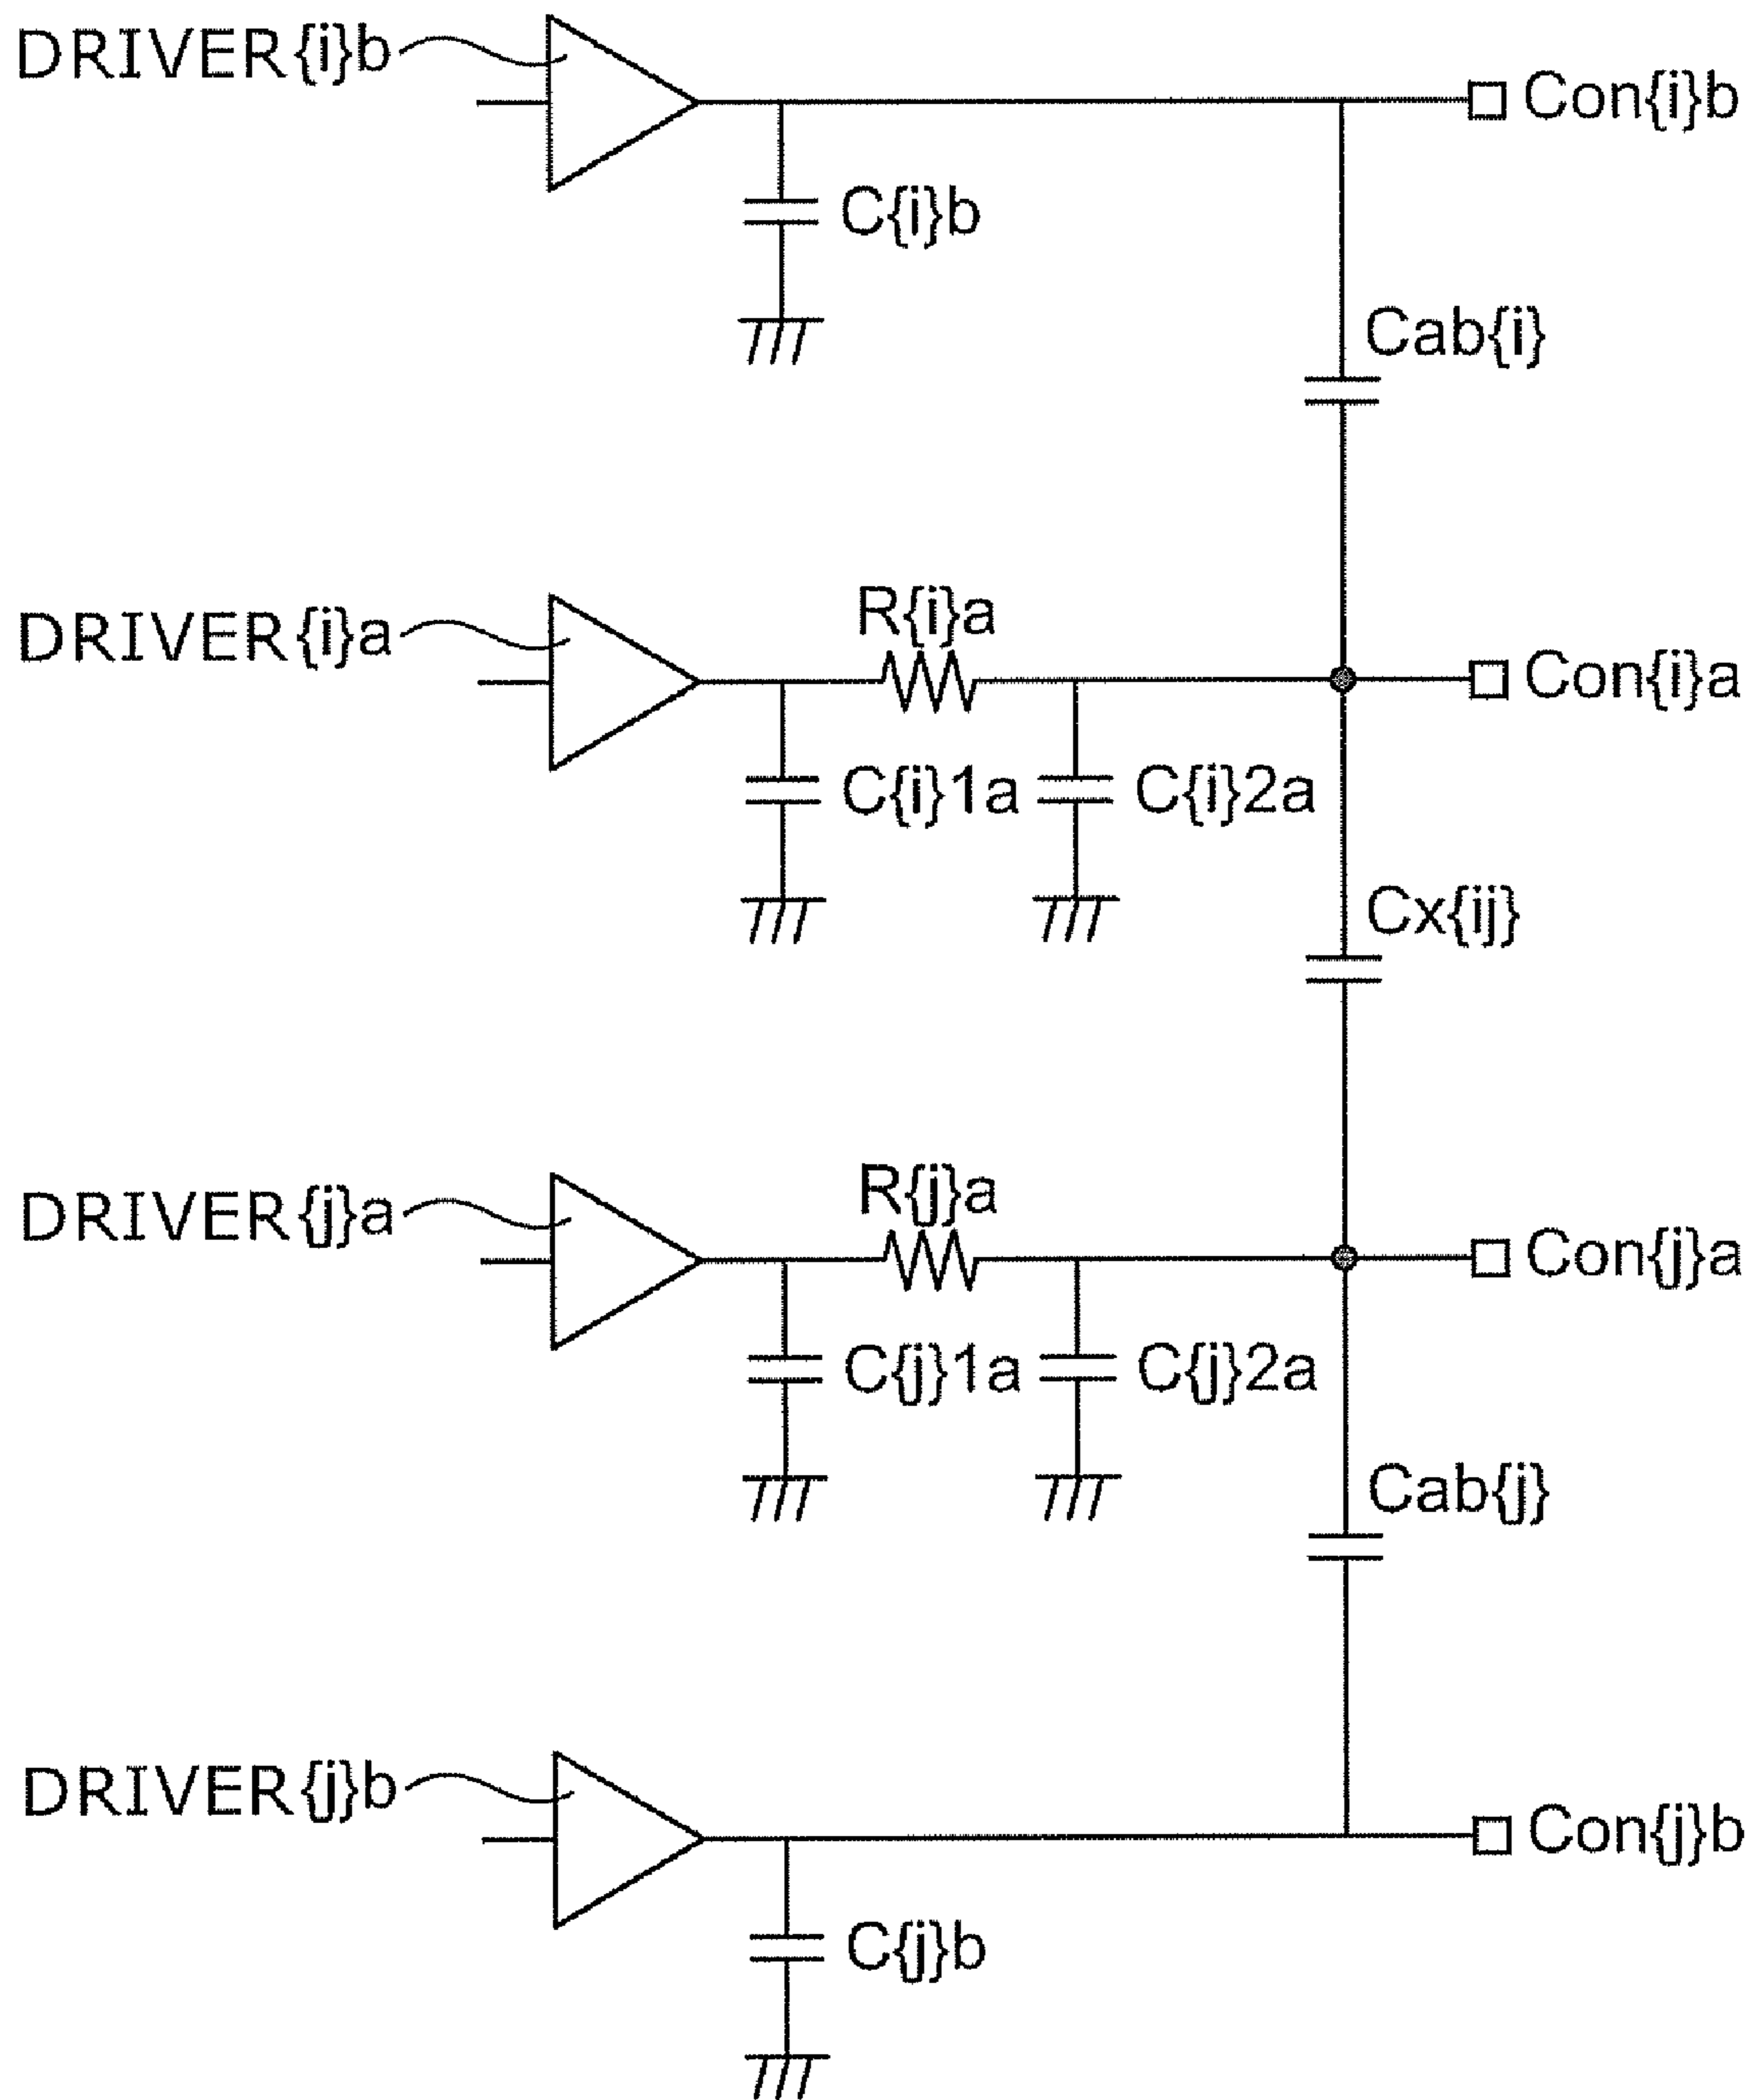 DRIVER{i}b
Con{i}b
C{i}b
Cab{i}
DRIVER{i}a
R{i}a
Con{i}a
C{i}1a
C{i}2a
Cx{ij}
DRIVER{j}a
R{j}a
Con{j}a
C{j}1a
C{j}2a
Cab{j}
DRIVER{j}b
Con{j}b
C{j}b